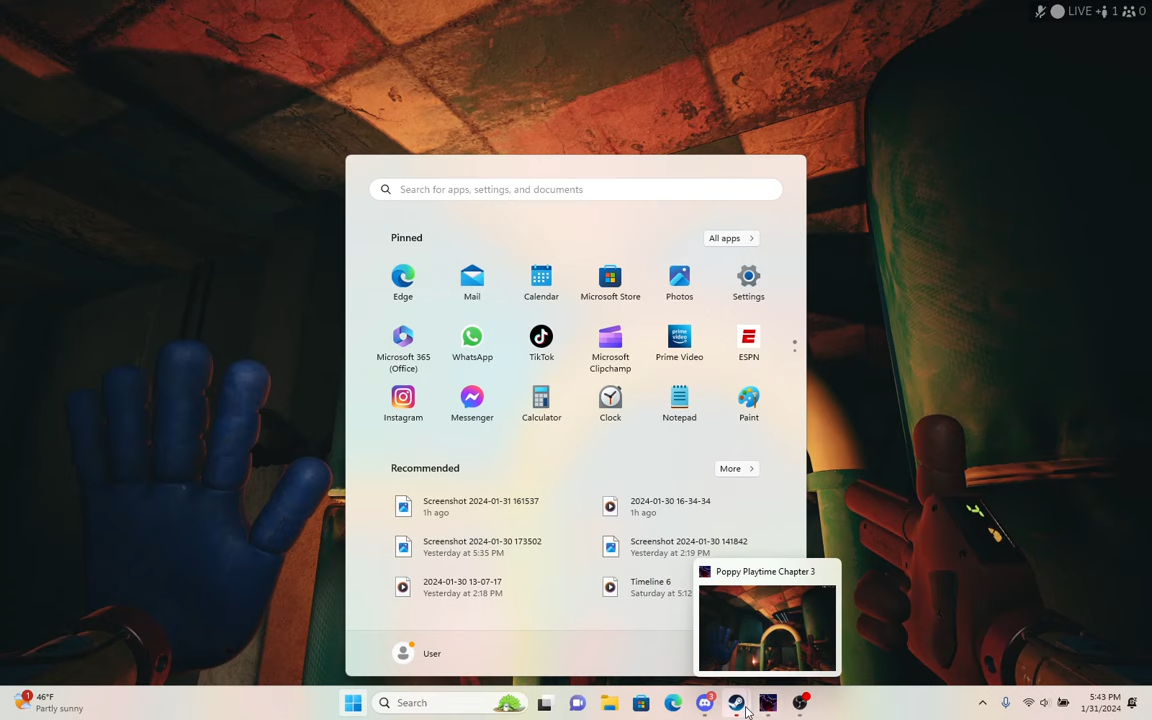 LIVE 1 0
Search for apps, settings, and documents
Pinned
All apps
Edge
Mail
Calendar
Microsoft Store
Photos
Settings
Microsoft 365
(Office)
WhatsApp
TikTok
Microsoft
Clipchamp
Prime Video
ESPN
Instagram
Messenger
Calculator
Clock
Notepad
Paint
Recommended
More
Screenshot 2024-01-31 161537
1h ago
2024-01-30 16-34-34
1h ago
Screenshot 2024-01-30 173502
Yesterday at 5:35 PM
Screenshot 2024-01-30 141842
Yesterday at 2:19 PM
2024-01-30 13-07-17
Yesterday at 2:18 PM
Timeline 6
Saturday at 5:12
Poppy Playtime Chapter 3
User
1
46°F
Partly sunny
Search
3
5:43 PM
1/31/2024